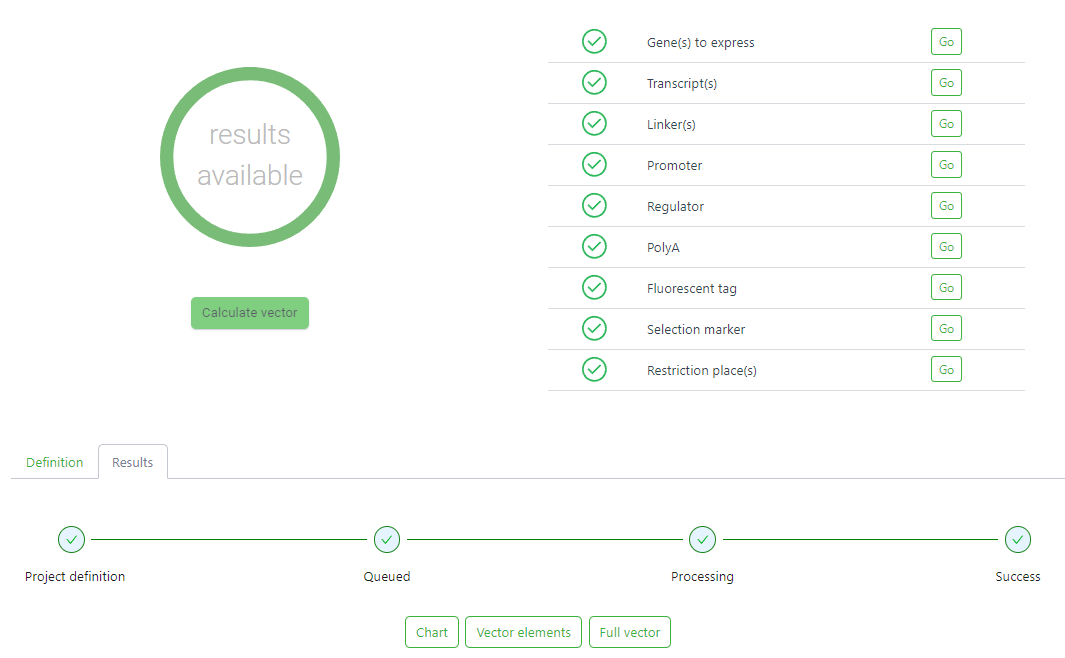 results
available
Calculate vector
Gene(s) to express Go
Transcript(s) Go
Linker(s) Go
Promoter Go
Regulator Go
PolyA Go
Fluorescent tag Go
Selection marker Go
Restriction place(s) Go
Definition Results
Project definition Queued Processing Success
Chart Vector elements Full vector